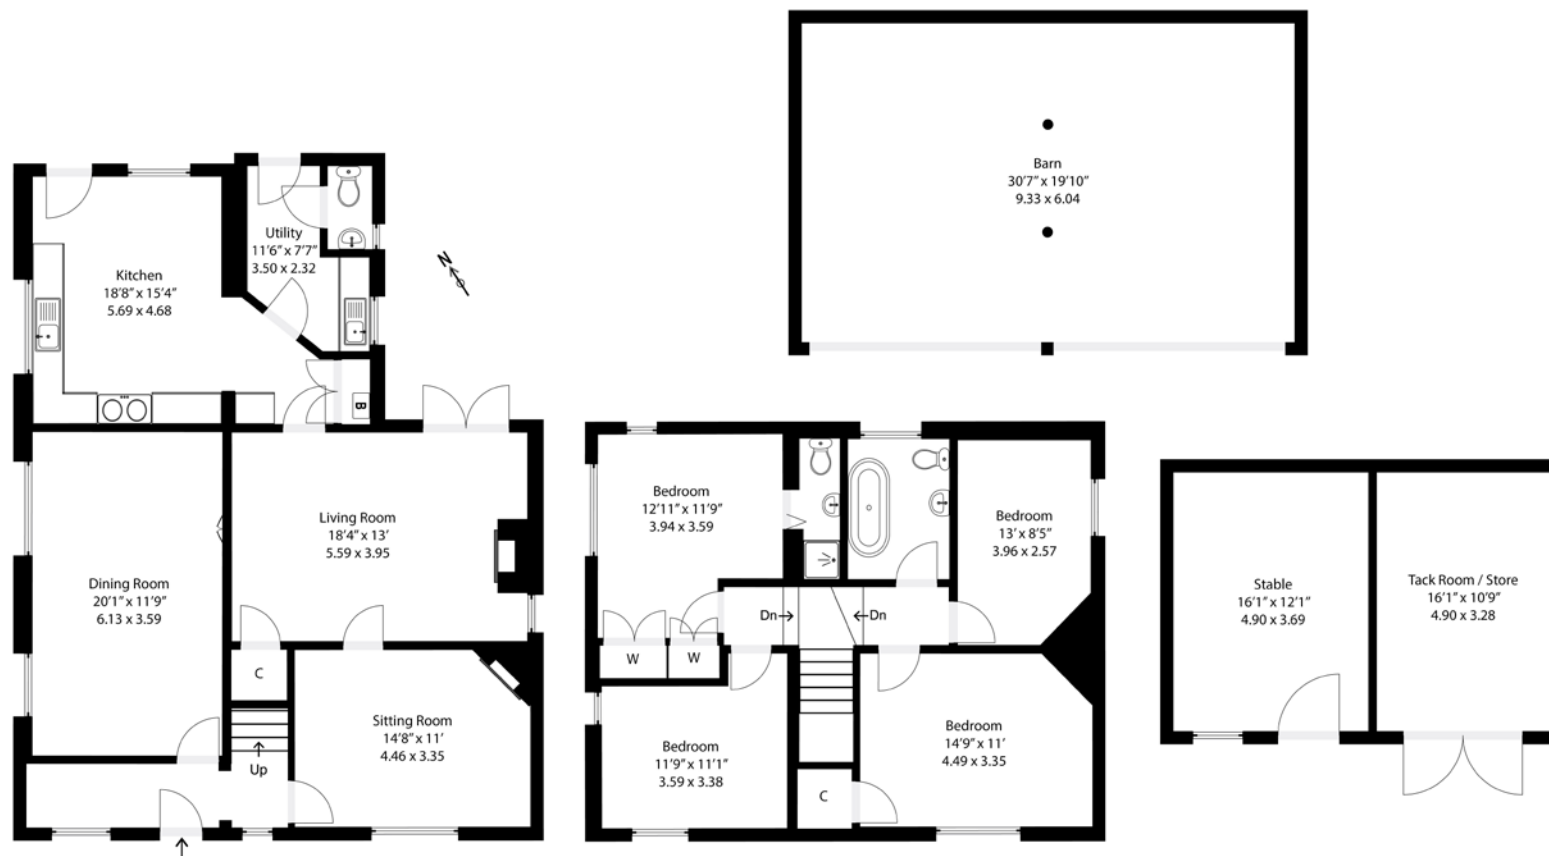 Barn
30'7" x 19'10"
9.33 x 6.04
Utility
11'6" x 7'7"
3.50 x 2.32
Kitchen
18'8" x 15'4"
5.69 x 4.68
N
B
Living Room
18'4" x 13'
5.59 x 3.95
Dining Room
20'1" x 11'9"
6.13 x 3.59
C
Sitting Room
14'8" x 11'
4.46 x 3.35
Up
Bedroom
12'11" x 11'9"
3.94 x 3.59
Bedroom
13' x 8'5"
3.96 x 2.57
Dn
Dn
W
W
Bedroom
11'9" x 11'1"
3.59 x 3.38
Bedroom
14'9" x 11'
4.49 x 3.35
C
Stable
16'1" x 12'1"
4.90 x 3.69
Tack Room / Store
16'1" x 10'9"
4.90 x 3.28